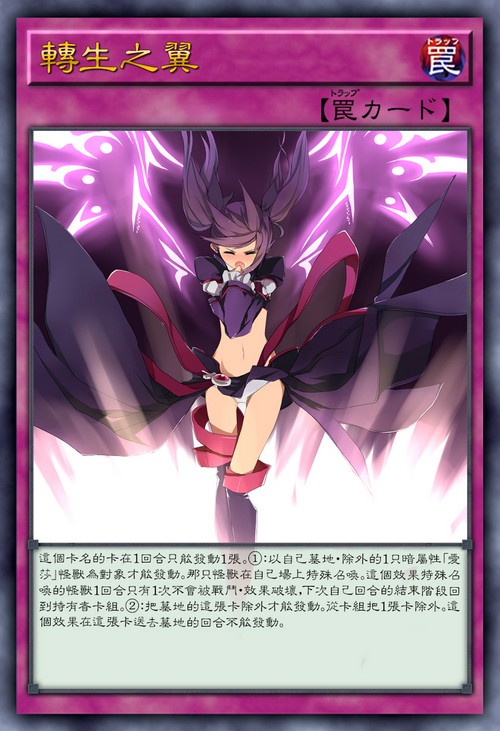 轉生之翼
トラップ
罠
トラップ
【罠カード】
這個卡名的卡在1回合只能發動1張。①:以自己墓地・除外的1只暗屬性「愛
莎」怪獸為對象才能發動。那只怪獸在自己場上特殊召喚。這個效果特殊召
喚的怪獸1回合只有1次不會被戰鬥・效果破壞,下次自己回合的結束階段回
到持有者卡組。②:把墓地的這張卡除外才能發動。從卡組把1張卡除外。這
個效果在這張卡送去墓地的回合不能發動。